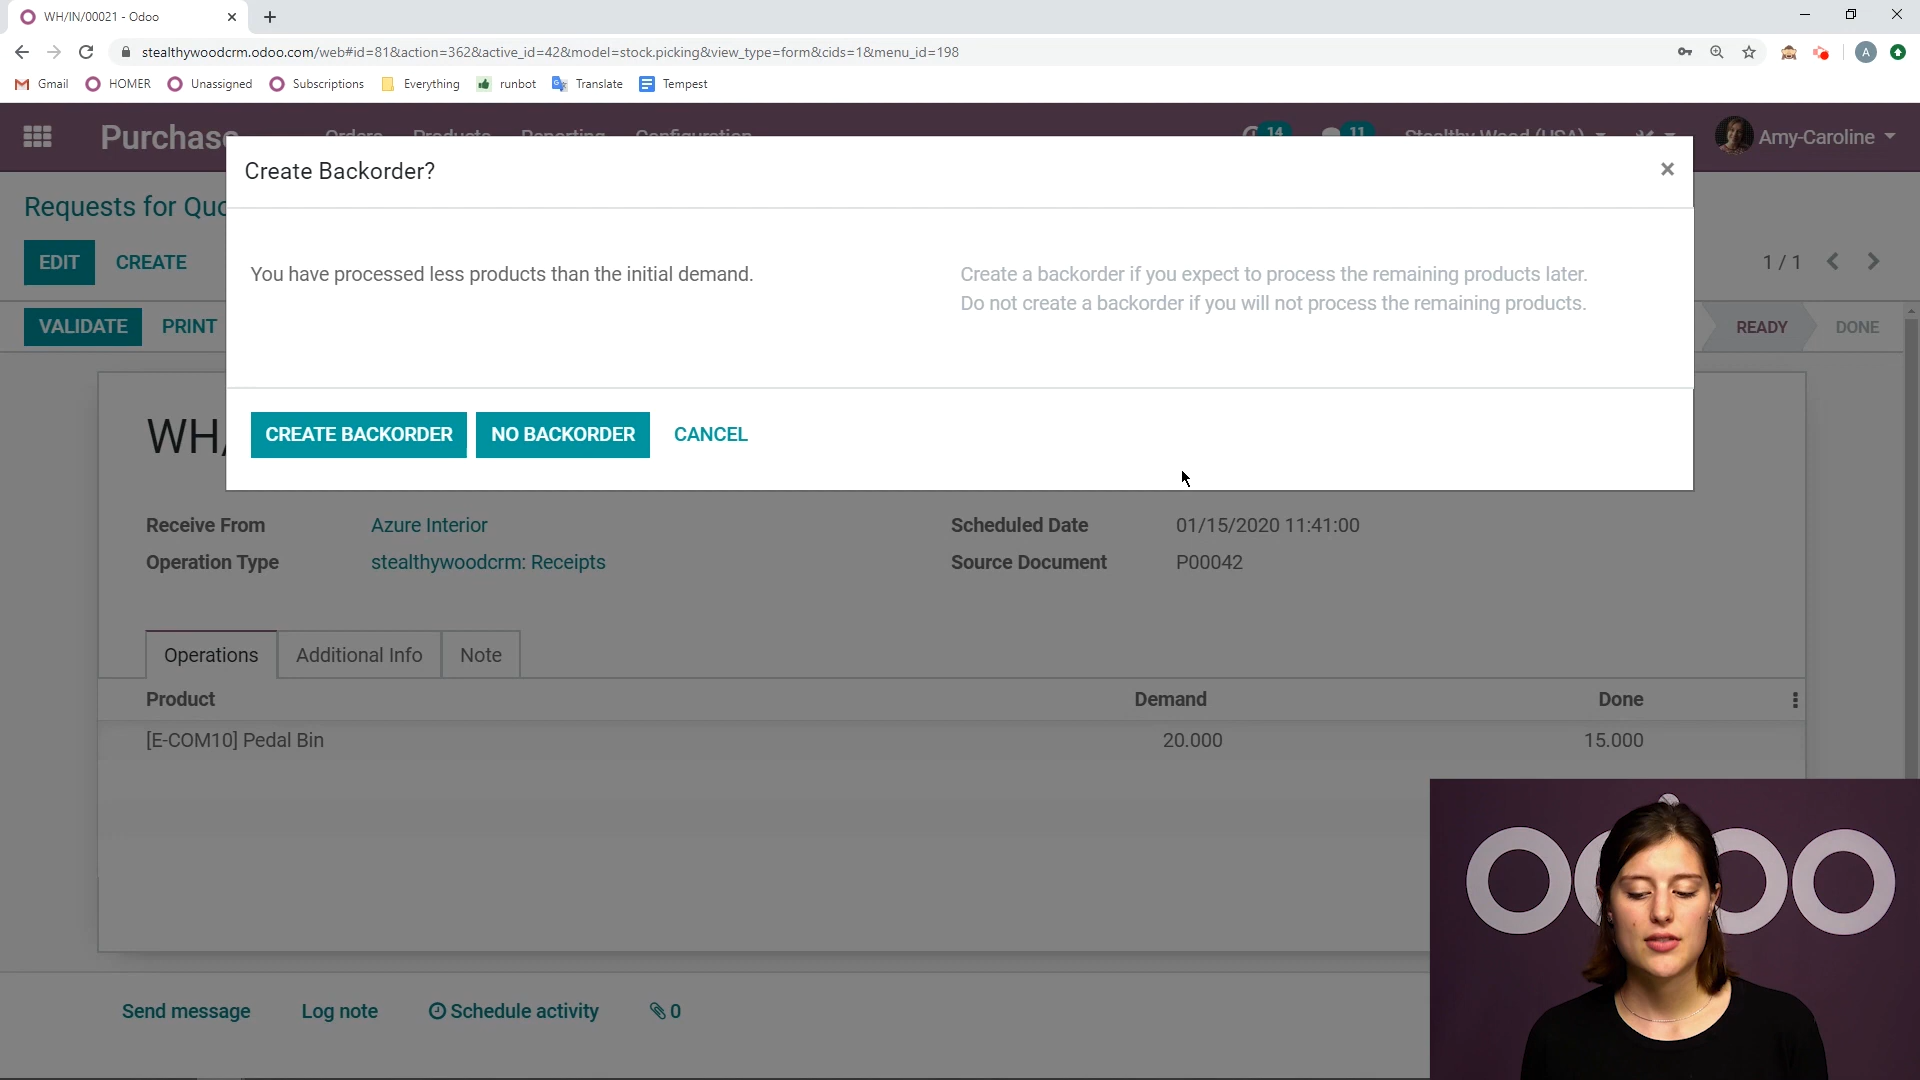 WH/IN/00021 - Odoo
stealthywoodcrm.odoo.com/web#id=81&action=362&active_id=42&model=stock.picking&view_type=form&cids=1&menu_id=198
A
Gmail HOMER Unassigned Subscriptions Everything runbot Translate Tempest
Purchase Orders Products Reporting Configuration 14 11 Stealthy Wood (USA) Amy-Caroline
Create Backorder?
Requests for Quo
EDIT CREATE
1 / 1
You have processed less products than the initial demand.
Create a backorder if you expect to process the remaining products later.
Do not create a backorder if you will not process the remaining products.
VALIDATE PRINT
READY DONE
WH/
CREATE BACKORDER NO BACKORDER CANCEL
Receive From Azure Interior
Scheduled Date 01/15/2020 11:41:00
Operation Type stealthywoodcrm: Receipts
Source Document P00042
Operations Additional Info Note
Product Demand Done
[E-COM10] Pedal Bin 20.000 15.000
odoo
Send message Log note Schedule activity 0